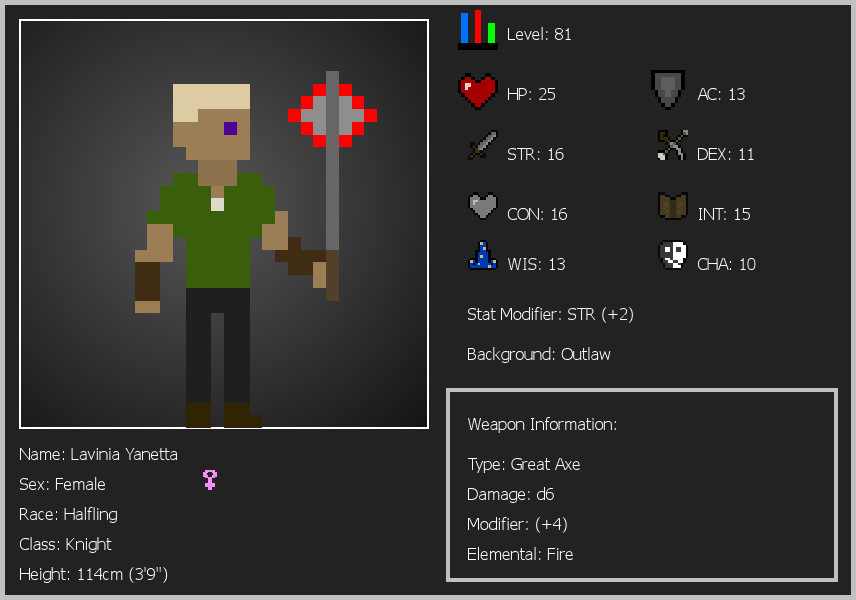 Level: 81
HP: 25
AC: 13
STR: 16
DEX: 11
CON: 16
INT: 15
WIS: 13
CHA: 10
Stat Modifier: STR (+2)
Background: Outlaw
Weapon Information:
Type: Great Axe
Damage: d6
Modifier: (+4)
Elemental: Fire
Name: Lavinia Yanetta
Sex: Female
Race: Halfling
Class: Knight
Height: 114cm (3'9")